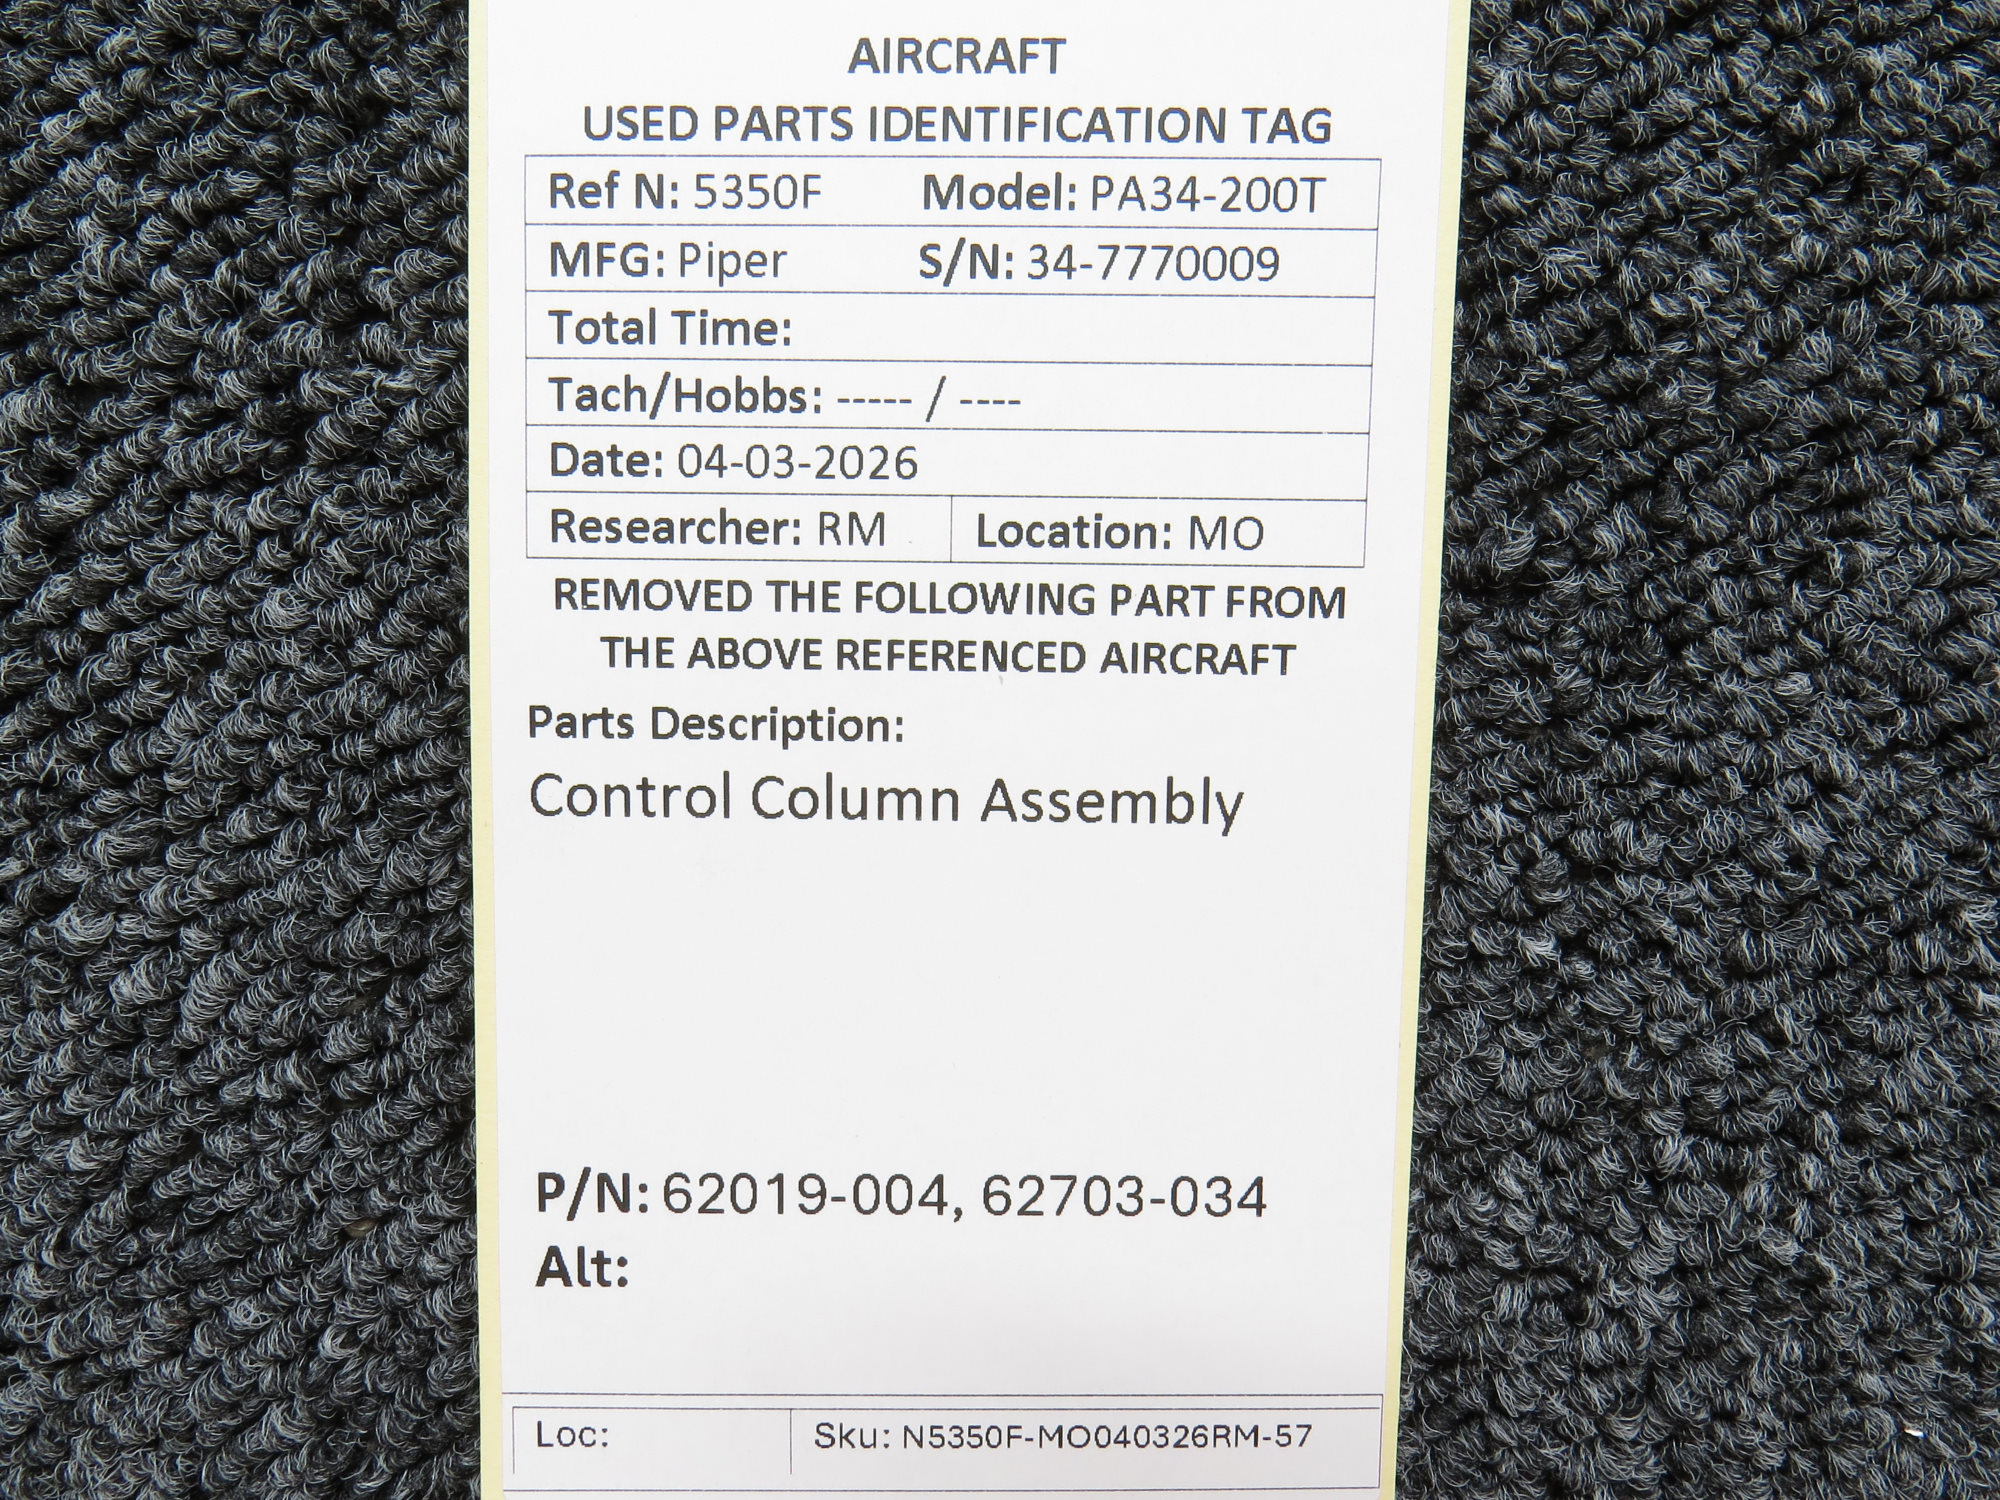 AIRCRAFT
USED PARTS IDENTIFICATION TAG
Ref N: 5350F Model: PA34-200T
MFG: Piper S/N: 34-7770009
Total Time:
Tach/Hobbs: ----- / ----
Date: 04-03-2026
Researcher: RM Location: MO
REMOVED THE FOLLOWING PART FROM
THE ABOVE REFERENCED AIRCRAFT
Parts Description:
Control Column Assembly
P/N: 62019-004, 62703-034
Alt:
Loc: Sku: N5350F-MO040326RM-57